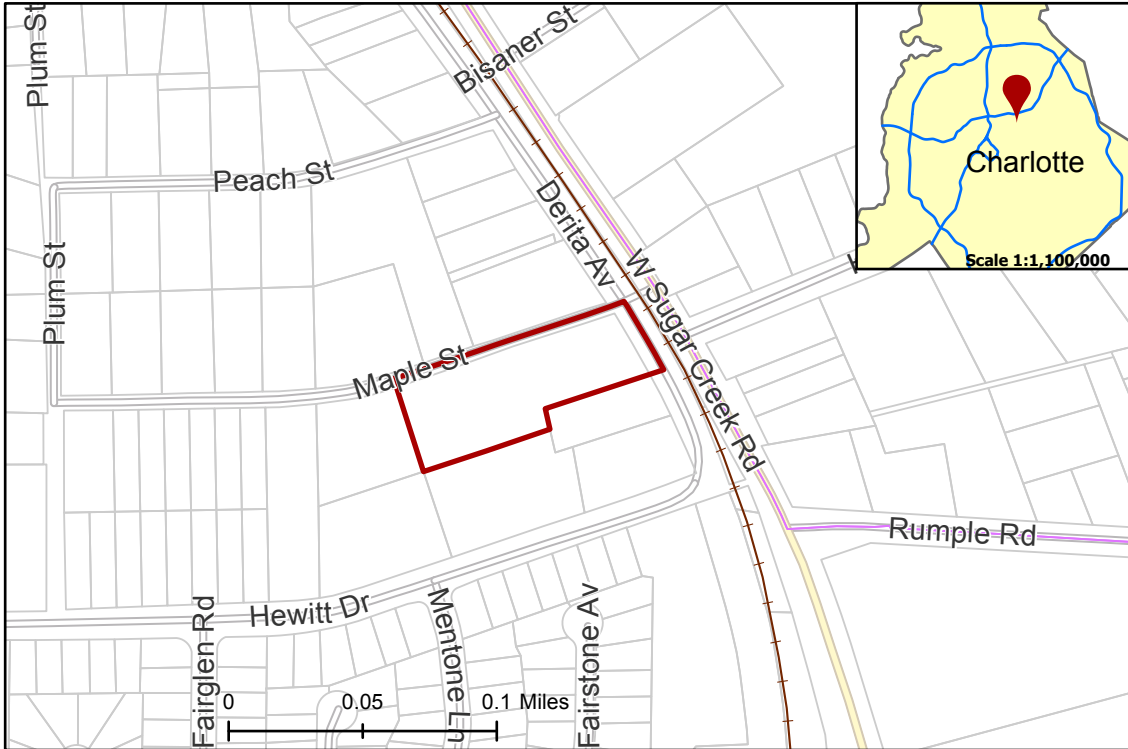 Plum St
Bisaner St
Peach St
Charlotte
Scale 1:1,100,000
Derita Av
Plum St
W Sugar Creek Rd
Maple St
Rumple Rd
Hewitt Dr
Fairglen Rd
Mentone Ln
Fairstone Av
0 0.05 0.1 Miles